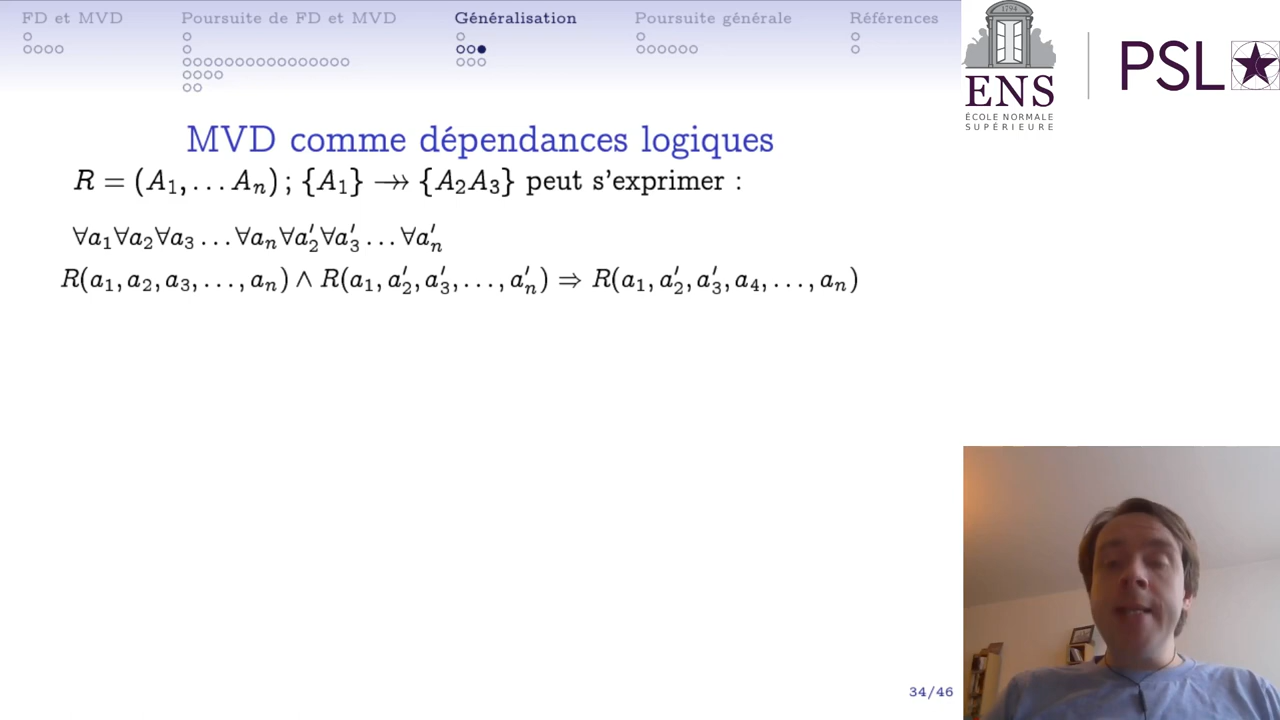 FD et MVD
Poursuite de FD et MVD
Généralisation
Poursuite générale
Références
1794
ENS
ÉCOLE NORMALE
SUPÉRIEURE
PSL
MVD comme dépendances logiques
R = (A₁, … Aₙ) ; {A₁} ↠ {A₂A₃} peut s'exprimer :
∀a₁∀a₂∀a₃ … ∀aₙ∀a′₂∀a′₃ … ∀a′ₙ
R(a₁, a₂, a₃, …, aₙ) ∧ R(a₁, a′₂, a′₃, …, a′ₙ) ⇒ R(a₁, a′₂, a′₃, a₄, …, aₙ)
34/46